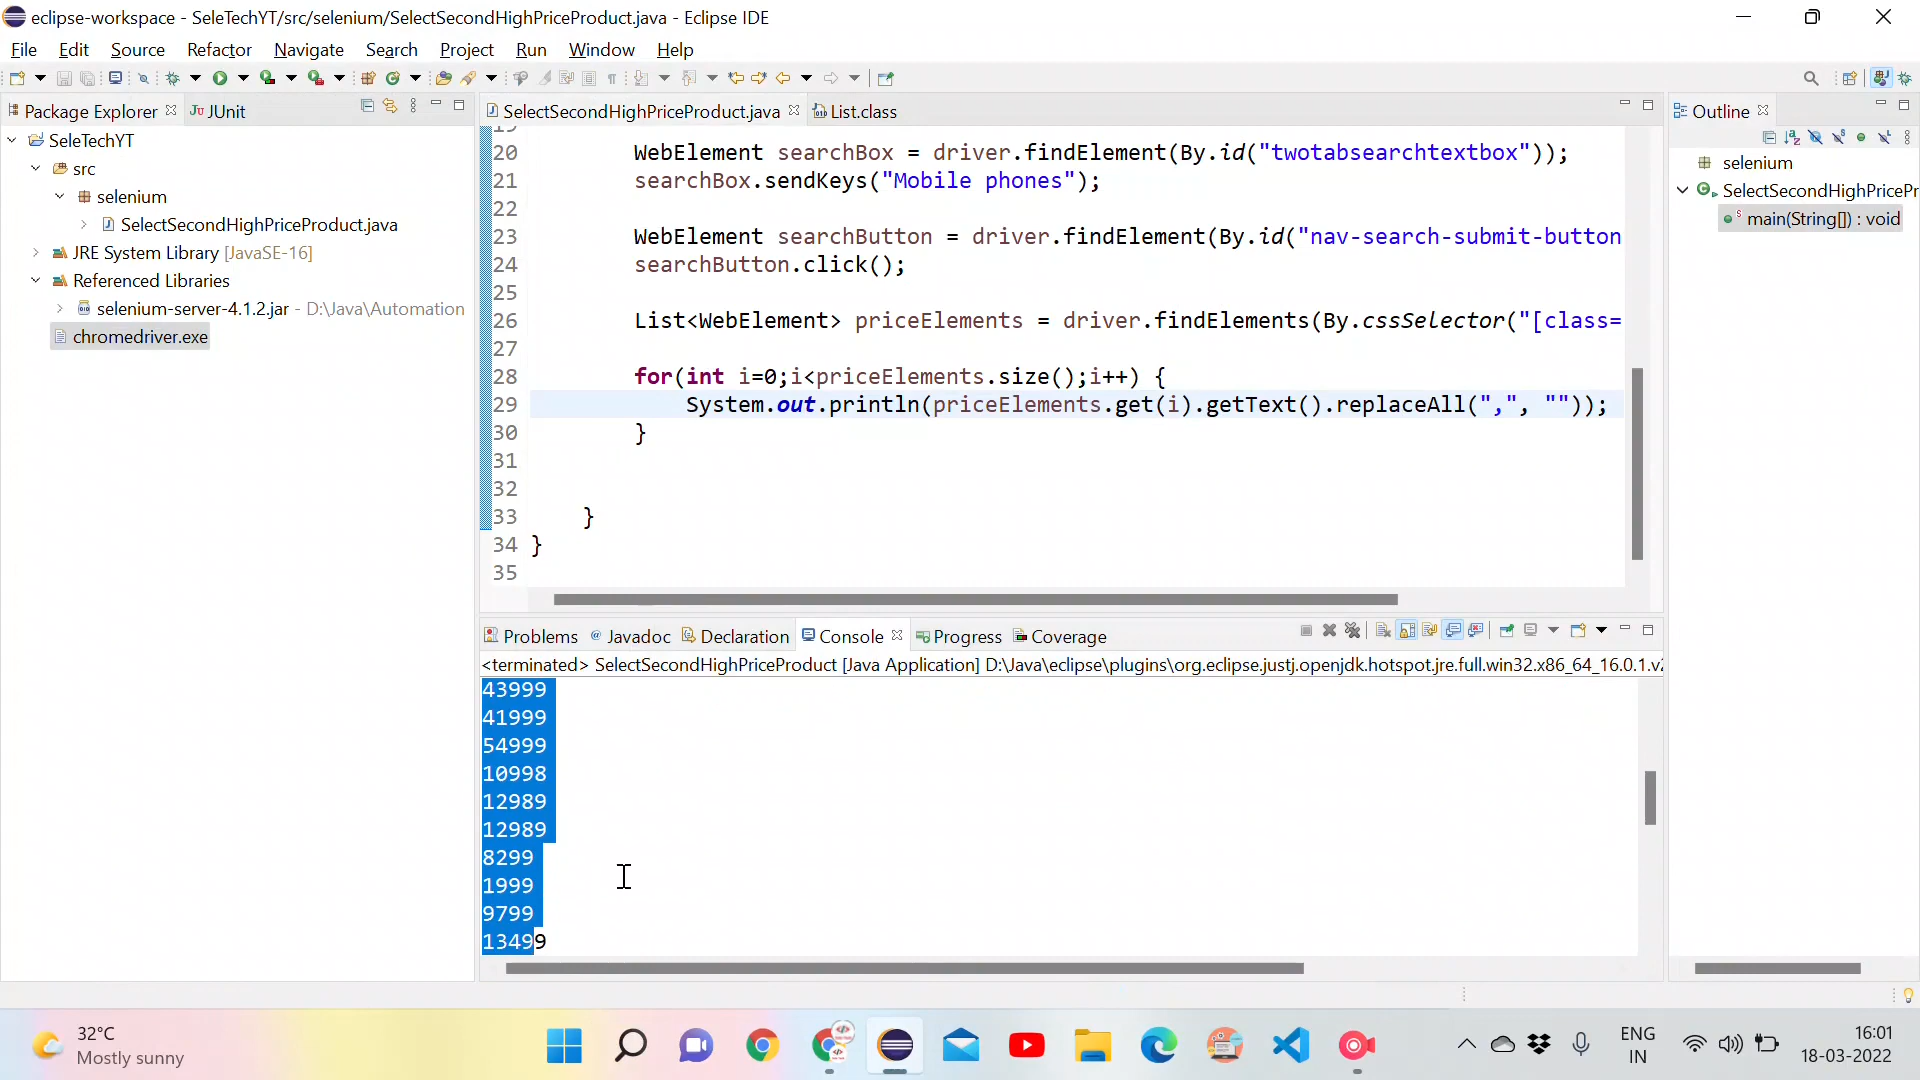 eclipse-workspace - SeleTechYT/src/selenium/SelectSecondHighPriceProduct.java - Eclipse IDE
File Edit Source Refactor Navigate Search Project Run Window Help
Package Explorer
JUnit
SeleTechYT
src
selenium
SelectSecondHighPriceProduct.java
JRE System Library [JavaSE-16]
Referenced Libraries
selenium-server-4.1.2.jar - D:\Java\Automation
chromedriver.exe
SelectSecondHighPriceProduct.java
List.class
19
20 WebElement searchBox = driver.findElement(By.id("twotabsearchtextbox"));
21 searchBox.sendKeys("Mobile phones");
22
23 WebElement searchButton = driver.findElement(By.id("nav-search-submit-button
24 searchButton.click();
25
26 List<WebElement> priceElements = driver.findElements(By.cssSelector("[class=
27
28 for(int i=0;i<priceElements.size();i++) {
29 System.out.println(priceElements.get(i).getText().replaceAll(",", ""));
30 }
31
32
33 }
34 }
35
Outline
selenium
SelectSecondHighPricePr
main(String[]) : void
Problems @ Javadoc Declaration Console Progress Coverage
<terminated> SelectSecondHighPriceProduct [Java Application] D:\Java\eclipse\plugins\org.eclipse.justj.openjdk.hotspot.jre.full.win32.x86_64_16.0.1.v2
43999
41999
54999
10998
12989
12989
8299
1999
9799
13499
32°C
Mostly sunny
ENG
IN
16:01
18-03-2022